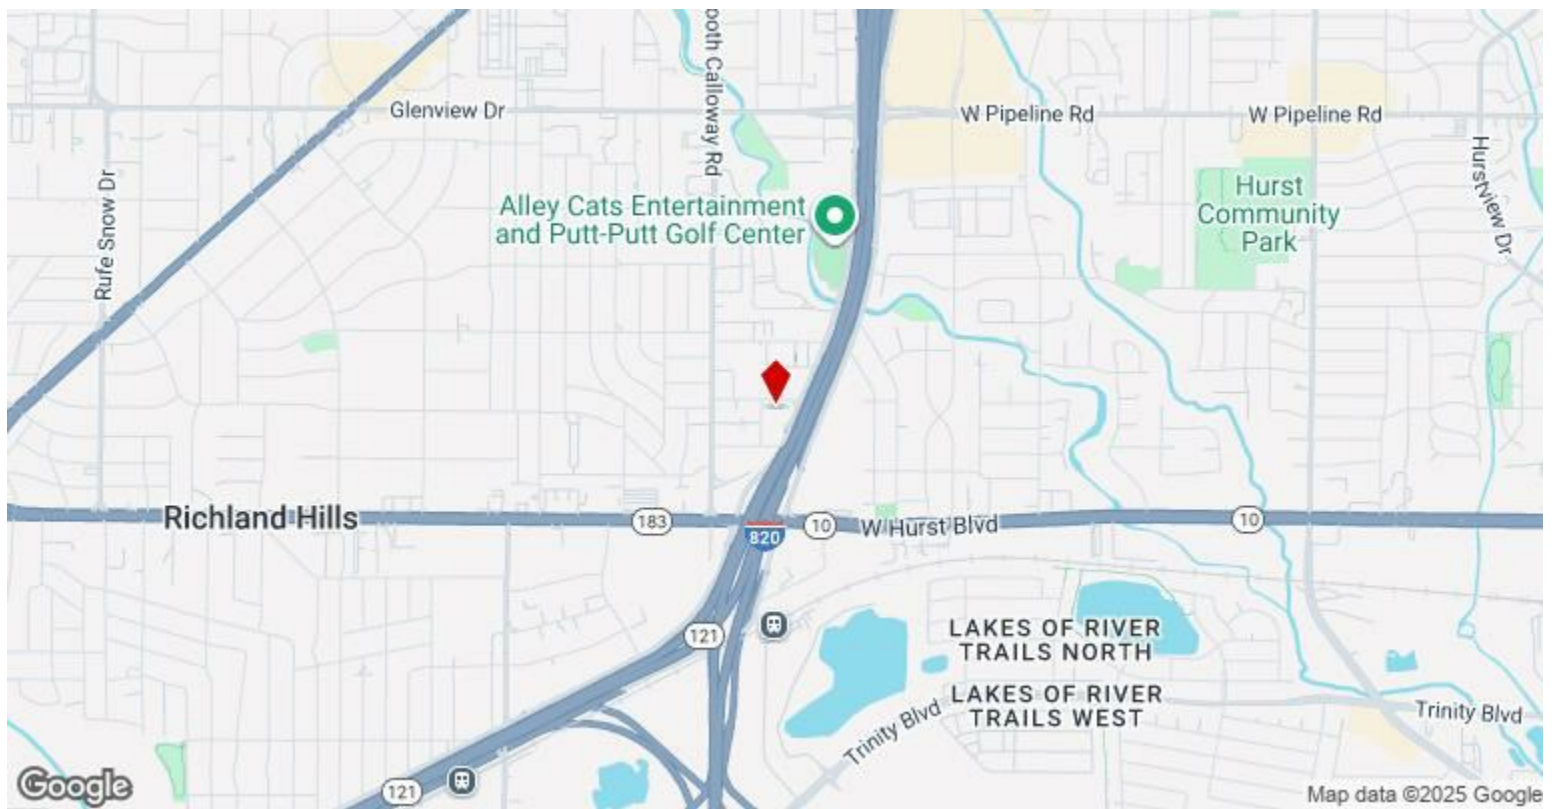 Glenview Dr
ooth Calloway Rd
W Pipeline Rd
W Pipeline Rd
Hurstview Dr
Rufe Snow Dr
Alley Cats Entertainment
and Putt-Putt Golf Center
Hurst
Community
Park
Richland Hills
183
820
10
W Hurst Blvd
10
121
LAKES OF RIVER
TRAILS NORTH
LAKES OF RIVER
TRAILS WEST
Trinity Blvd
Trinity Blvd
121
Google
Map data ©2025 Google